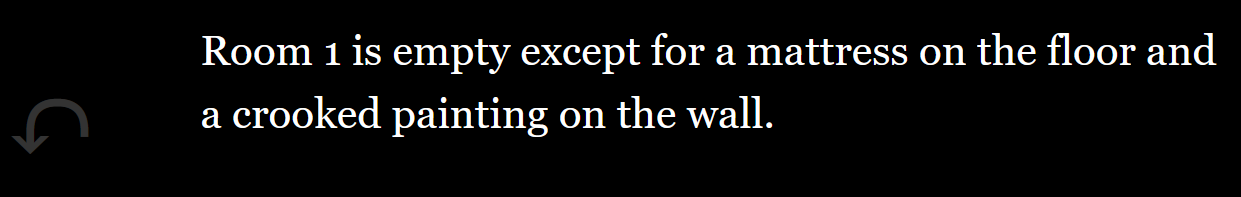 Room 1 is empty except for a mattress on the floor and
a crooked painting on the wall.